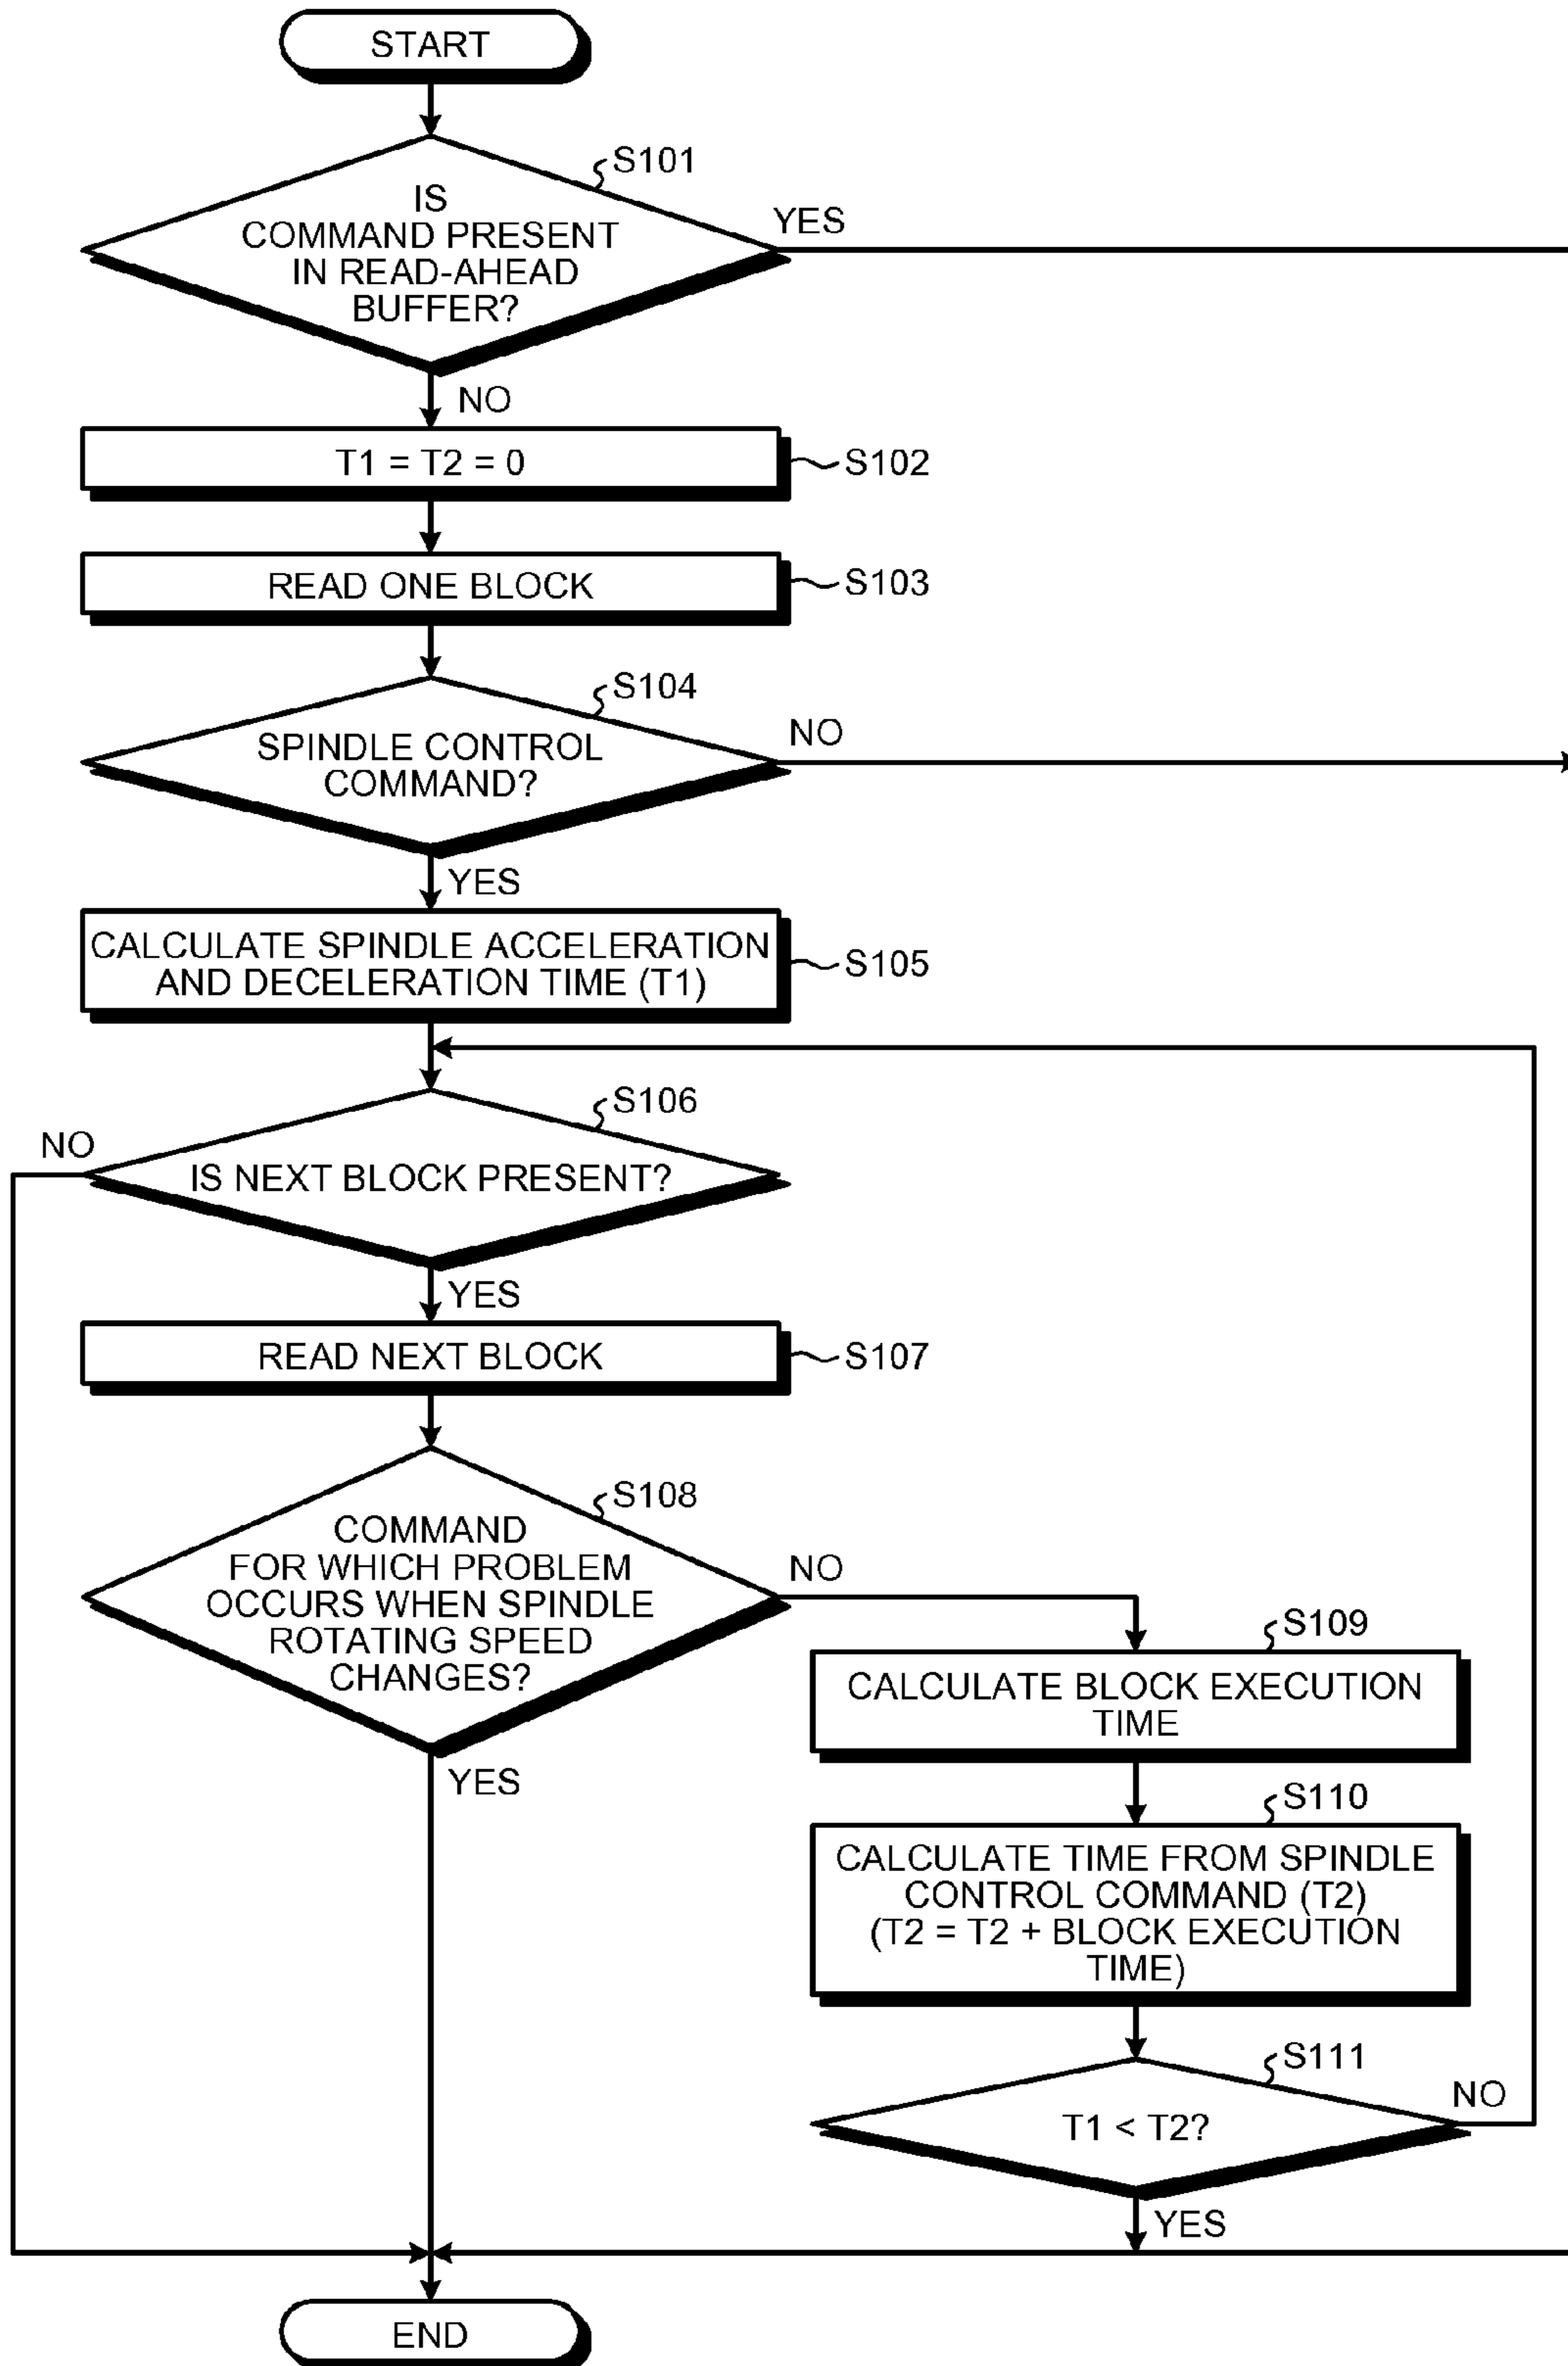 START
S101
IS
COMMAND PRESENT
IN READ-AHEAD
BUFFER?
YES
NO
T1 = T2 = 0
S102
READ ONE BLOCK
S103
S104
SPINDLE CONTROL
COMMAND?
NO
YES
CALCULATE SPINDLE ACCELERATION
AND DECELERATION TIME (T1)
S105
S106
NO
IS NEXT BLOCK PRESENT?
YES
READ NEXT BLOCK
S107
S108
COMMAND
FOR WHICH PROBLEM
OCCURS WHEN SPINDLE
ROTATING SPEED
CHANGES?
NO
YES
S109
CALCULATE BLOCK EXECUTION
TIME
S110
CALCULATE TIME FROM SPINDLE
CONTROL COMMAND (T2)
(T2 = T2 + BLOCK EXECUTION
TIME)
S111
T1 < T2?
NO
YES
END